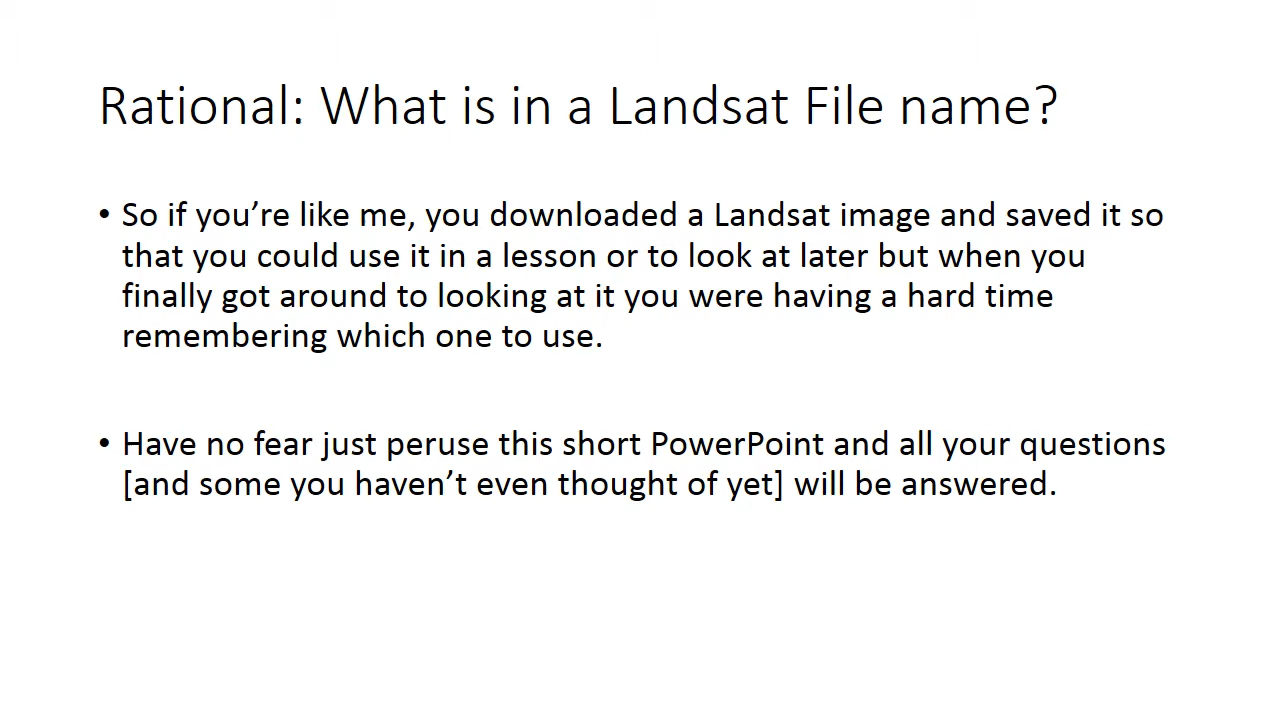 Rational: What is in a Landsat File name?
• So if you’re like me, you downloaded a Landsat image and saved it so
that you could use it in a lesson or to look at later but when you
finally got around to looking at it you were having a hard time
remembering which one to use.
• Have no fear just peruse this short PowerPoint and all your questions
[and some you haven’t even thought of yet] will be answered.